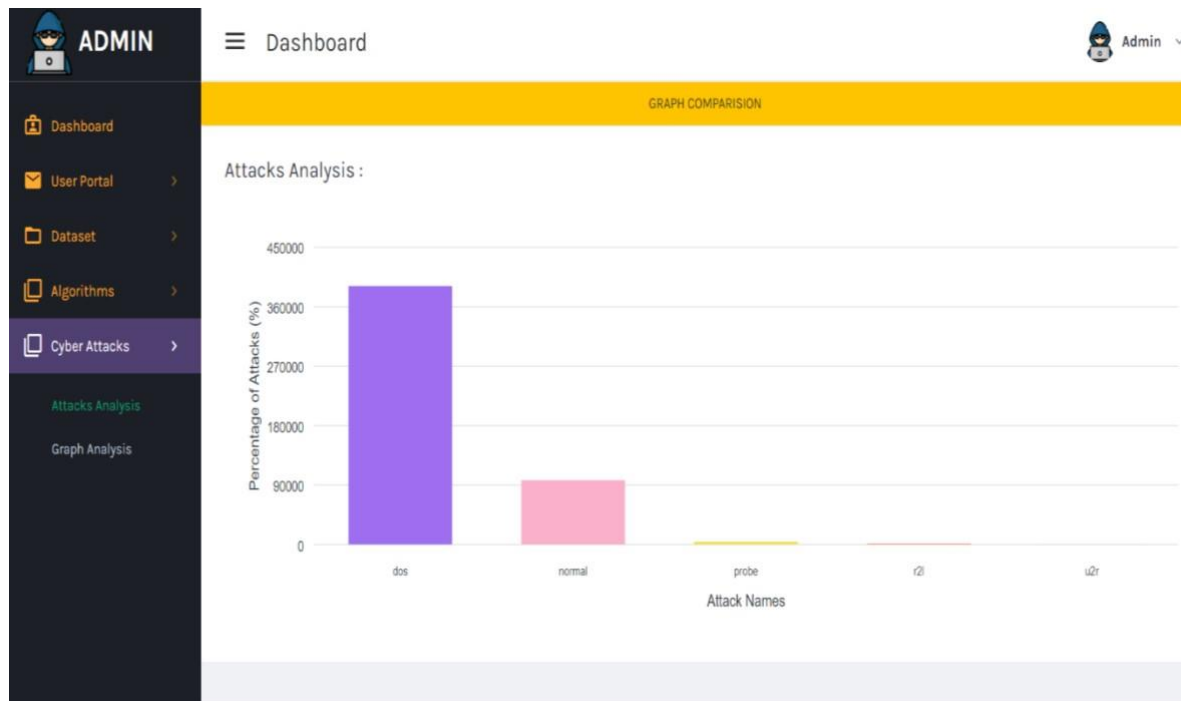 ADMIN
Dashboard
Admin
GRAPH COMPARISION
Dashboard
User Portal
Dataset
Algorithms
Cyber Attacks
Attacks Analysis
Graph Analysis
Attacks Analysis :
Percentage of Attacks (%)
450000
360000
270000
180000
90000
0
dos normal probe r2l u2r
Attack Names